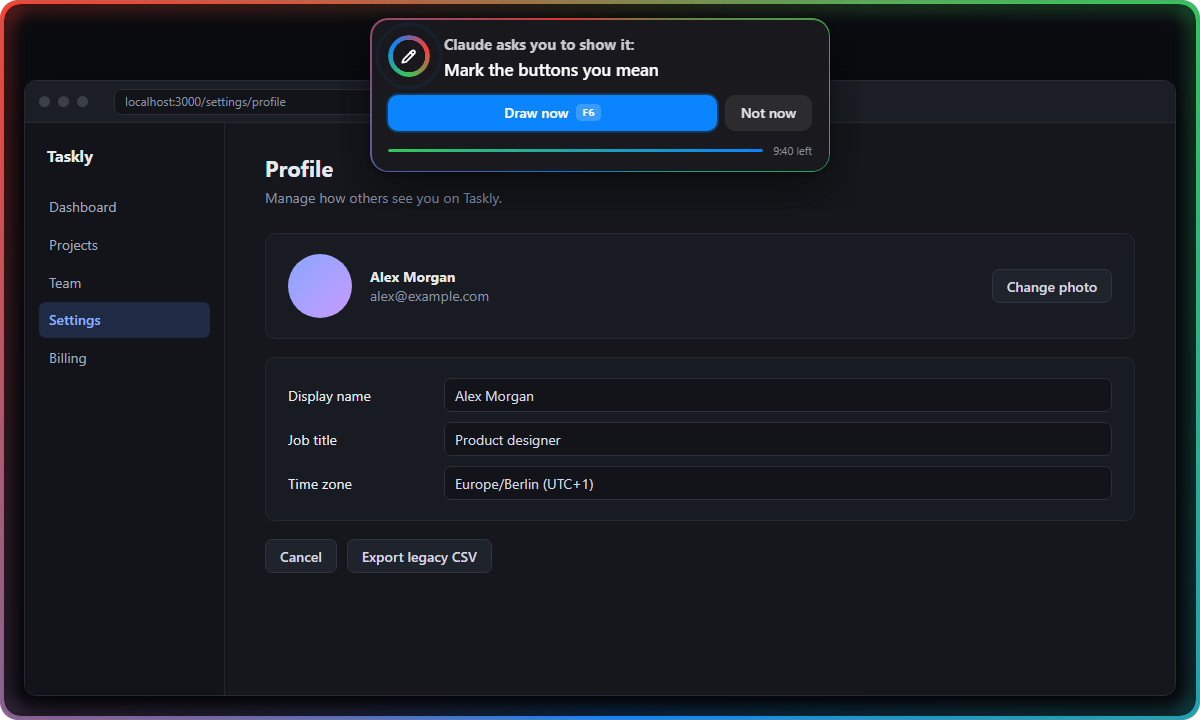 Claude asks you to show it:
Mark the buttons you mean
Draw now F6
Not now
9:40 left
localhost:3000/settings/profile
Taskly
Dashboard
Projects
Team
Settings
Billing
Profile
Manage how others see you on Taskly.
Alex Morgan
alex@example.com
Change photo
Display name Alex Morgan
Job title Product designer
Time zone Europe/Berlin (UTC+1)
Cancel
Export legacy CSV